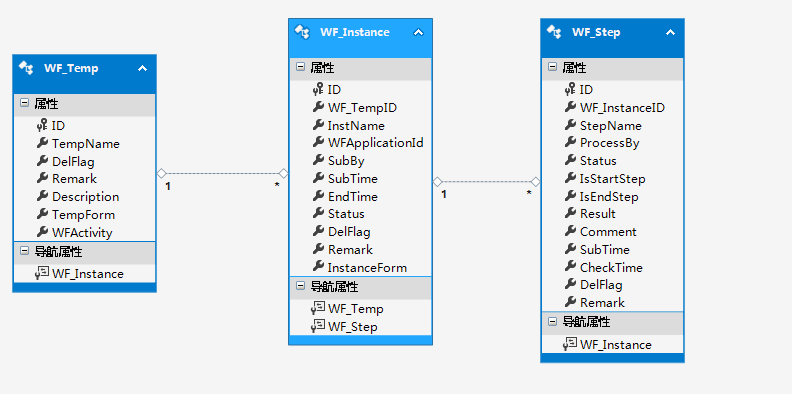 WF_Temp
属性
ID
TempName
DelFlag
Remark
Description
TempForm
WFActivity
导航属性
WF_Instance
1
*
WF_Instance
属性
ID
WF_TempID
InstName
WFApplicationId
SubBy
SubTime
EndTime
Status
DelFlag
Remark
InstanceForm
导航属性
WF_Temp
WF_Step
1
*
WF_Step
属性
ID
WF_InstanceID
StepName
ProcessBy
Status
IsStartStep
IsEndStep
Result
Comment
SubTime
CheckTime
DelFlag
Remark
导航属性
WF_Instance